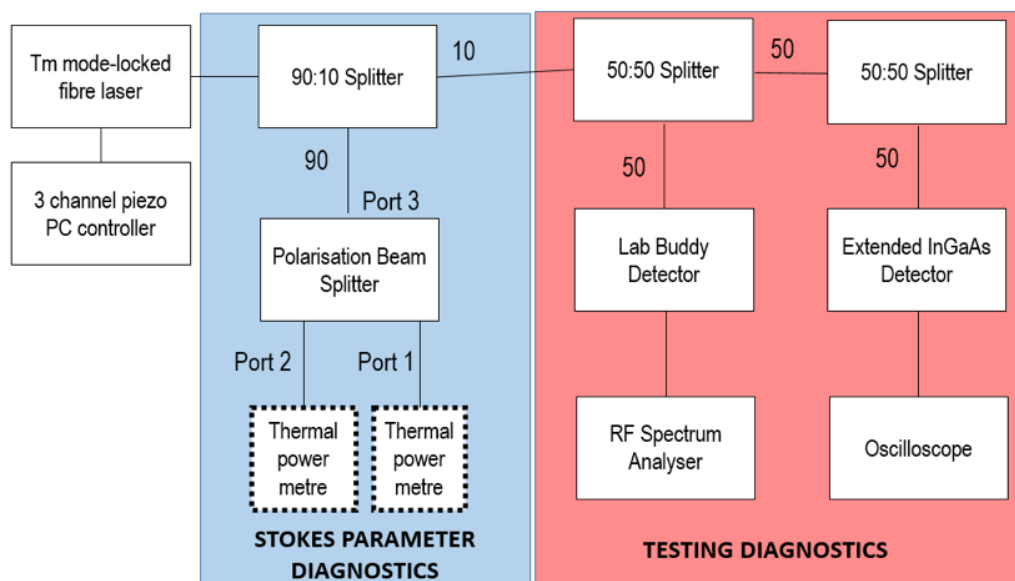 Tm mode-locked
fibre laser
3 channel piezo
PC controller
90:10 Splitter
10
90
Port 3
Polarisation Beam
Splitter
Port 2
Port 1
Thermal
power
metre
Thermal
power
metre
STOKES PARAMETER
DIAGNOSTICS
50:50 Splitter
50
50:50 Splitter
50
50
Lab Buddy
Detector
Extended InGaAs
Detector
RF Spectrum
Analyser
Oscilloscope
TESTING DIAGNOSTICS